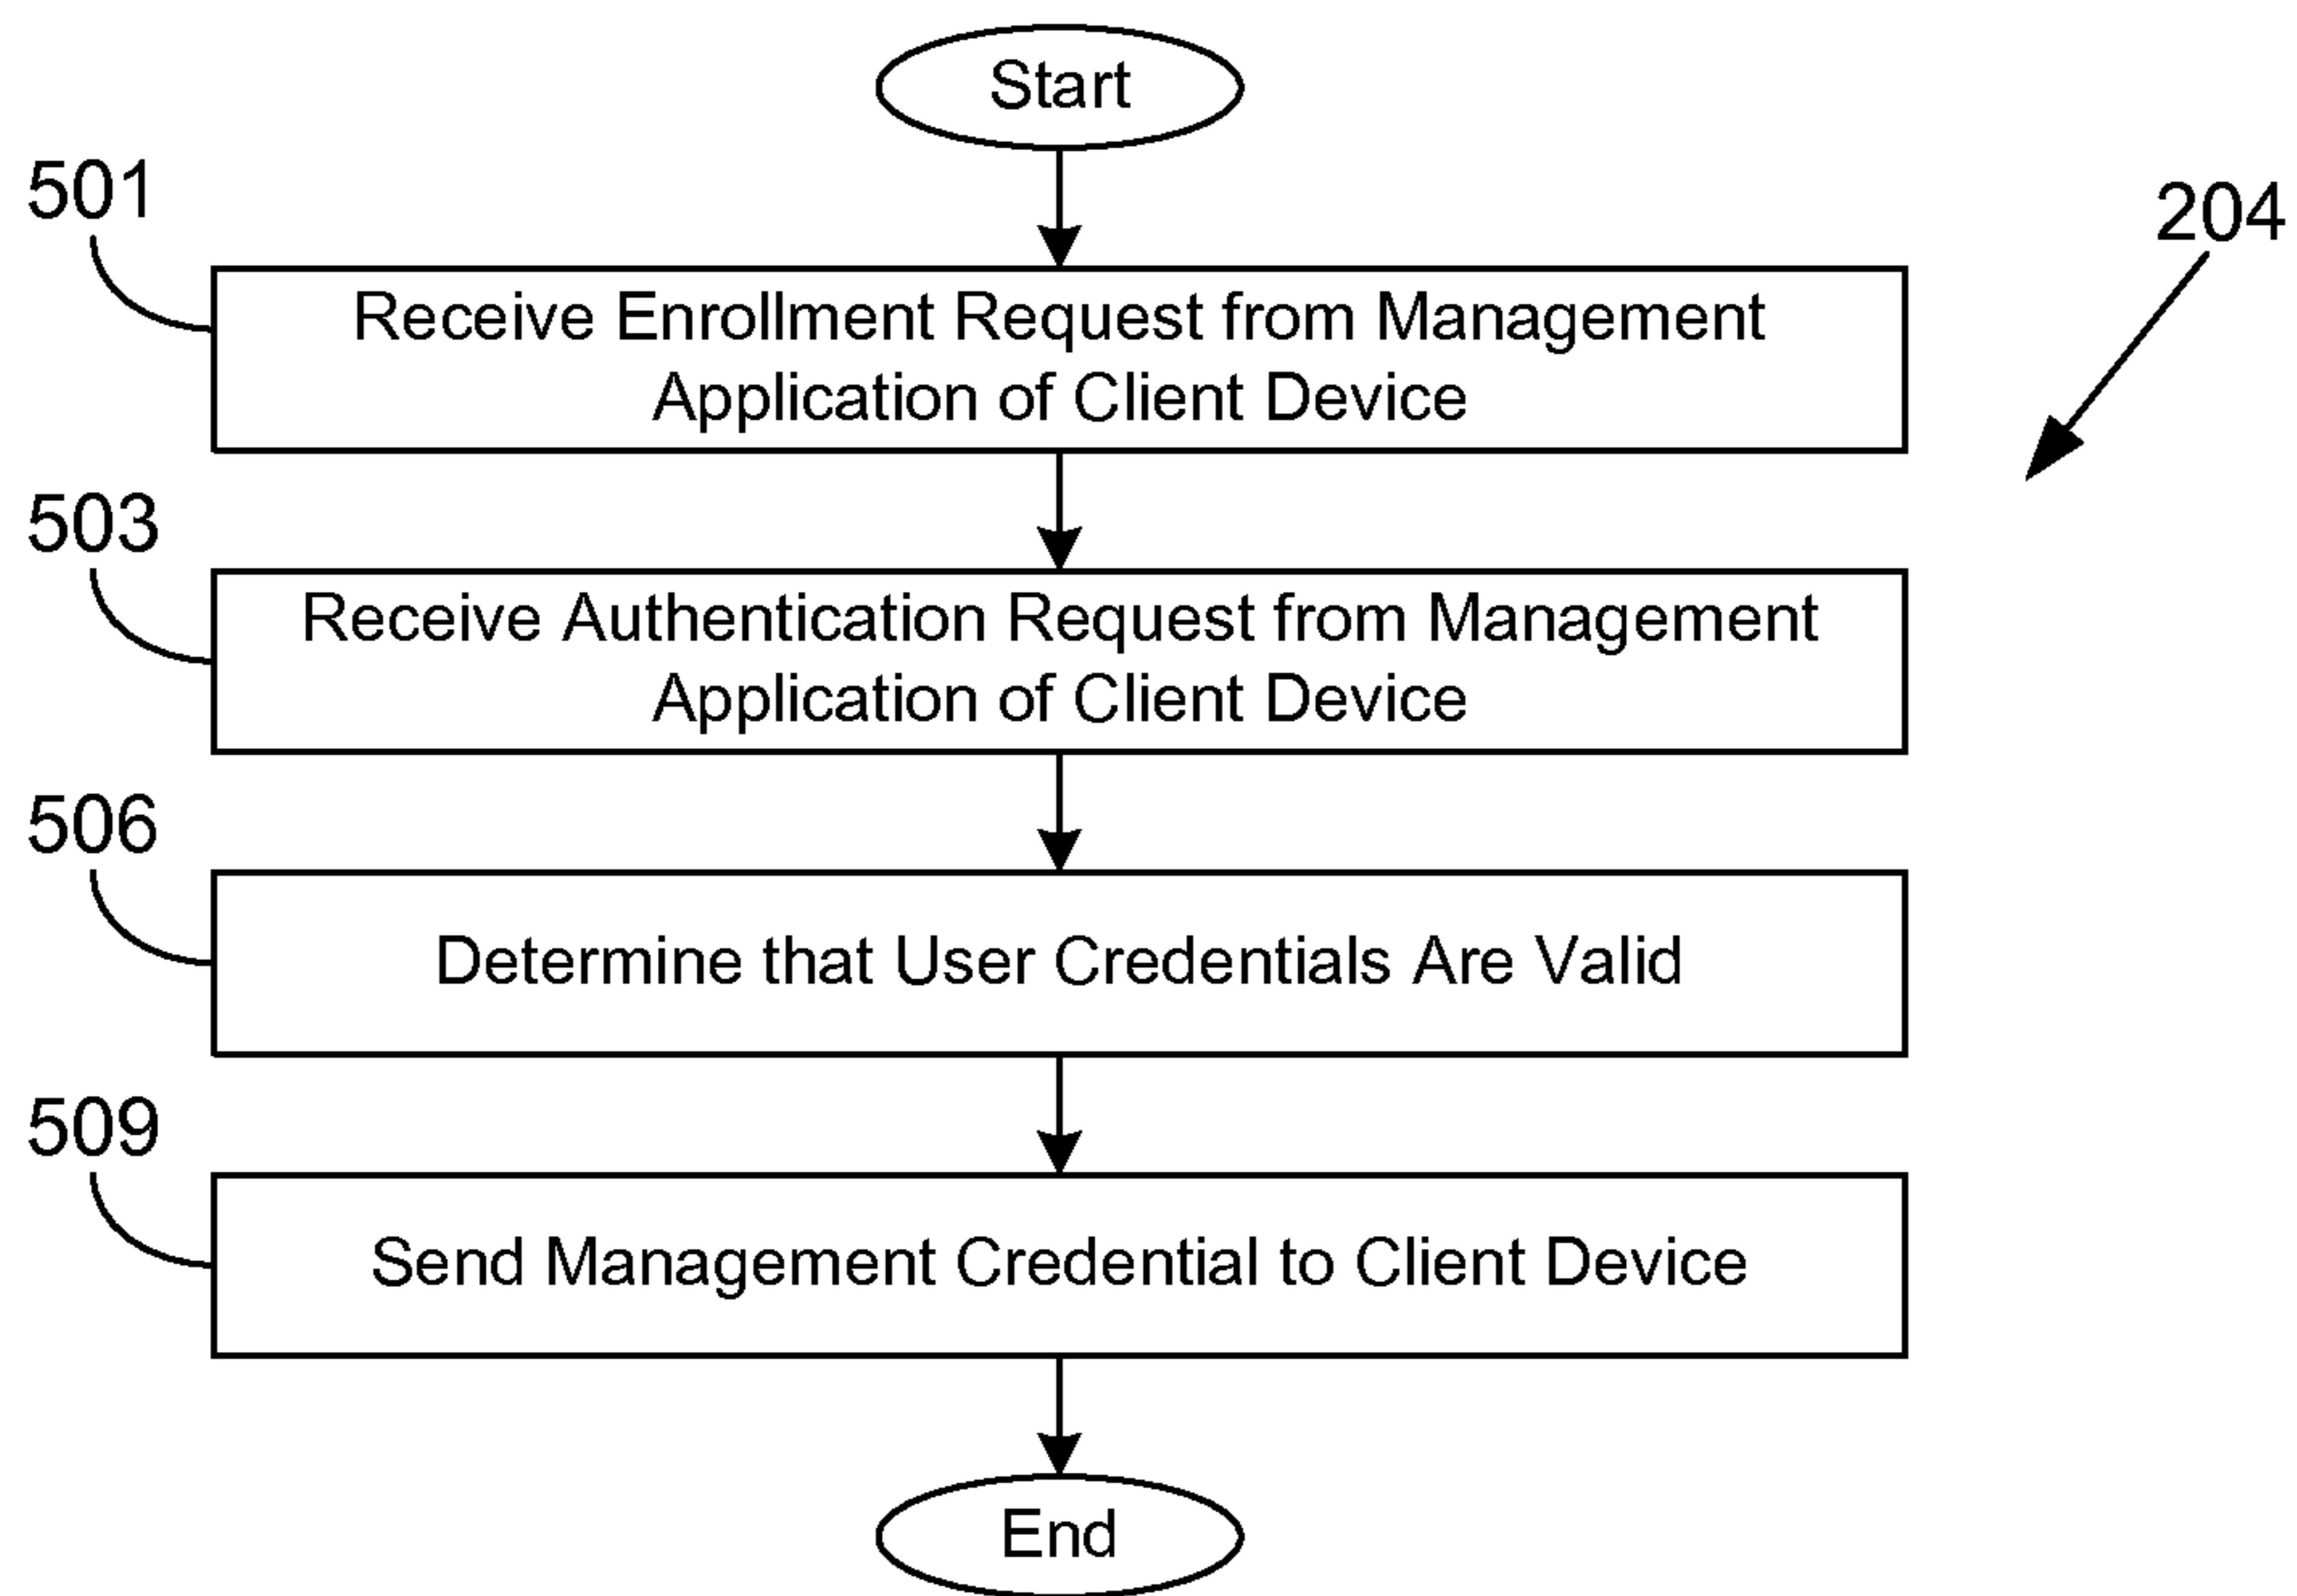 Start
501
204
Receive Enrollment Request from Management
Application of Client Device
503
Receive Authentication Request from Management
Application of Client Device
506
Determine that User Credentials Are Valid
509
Send Management Credential to Client Device
End